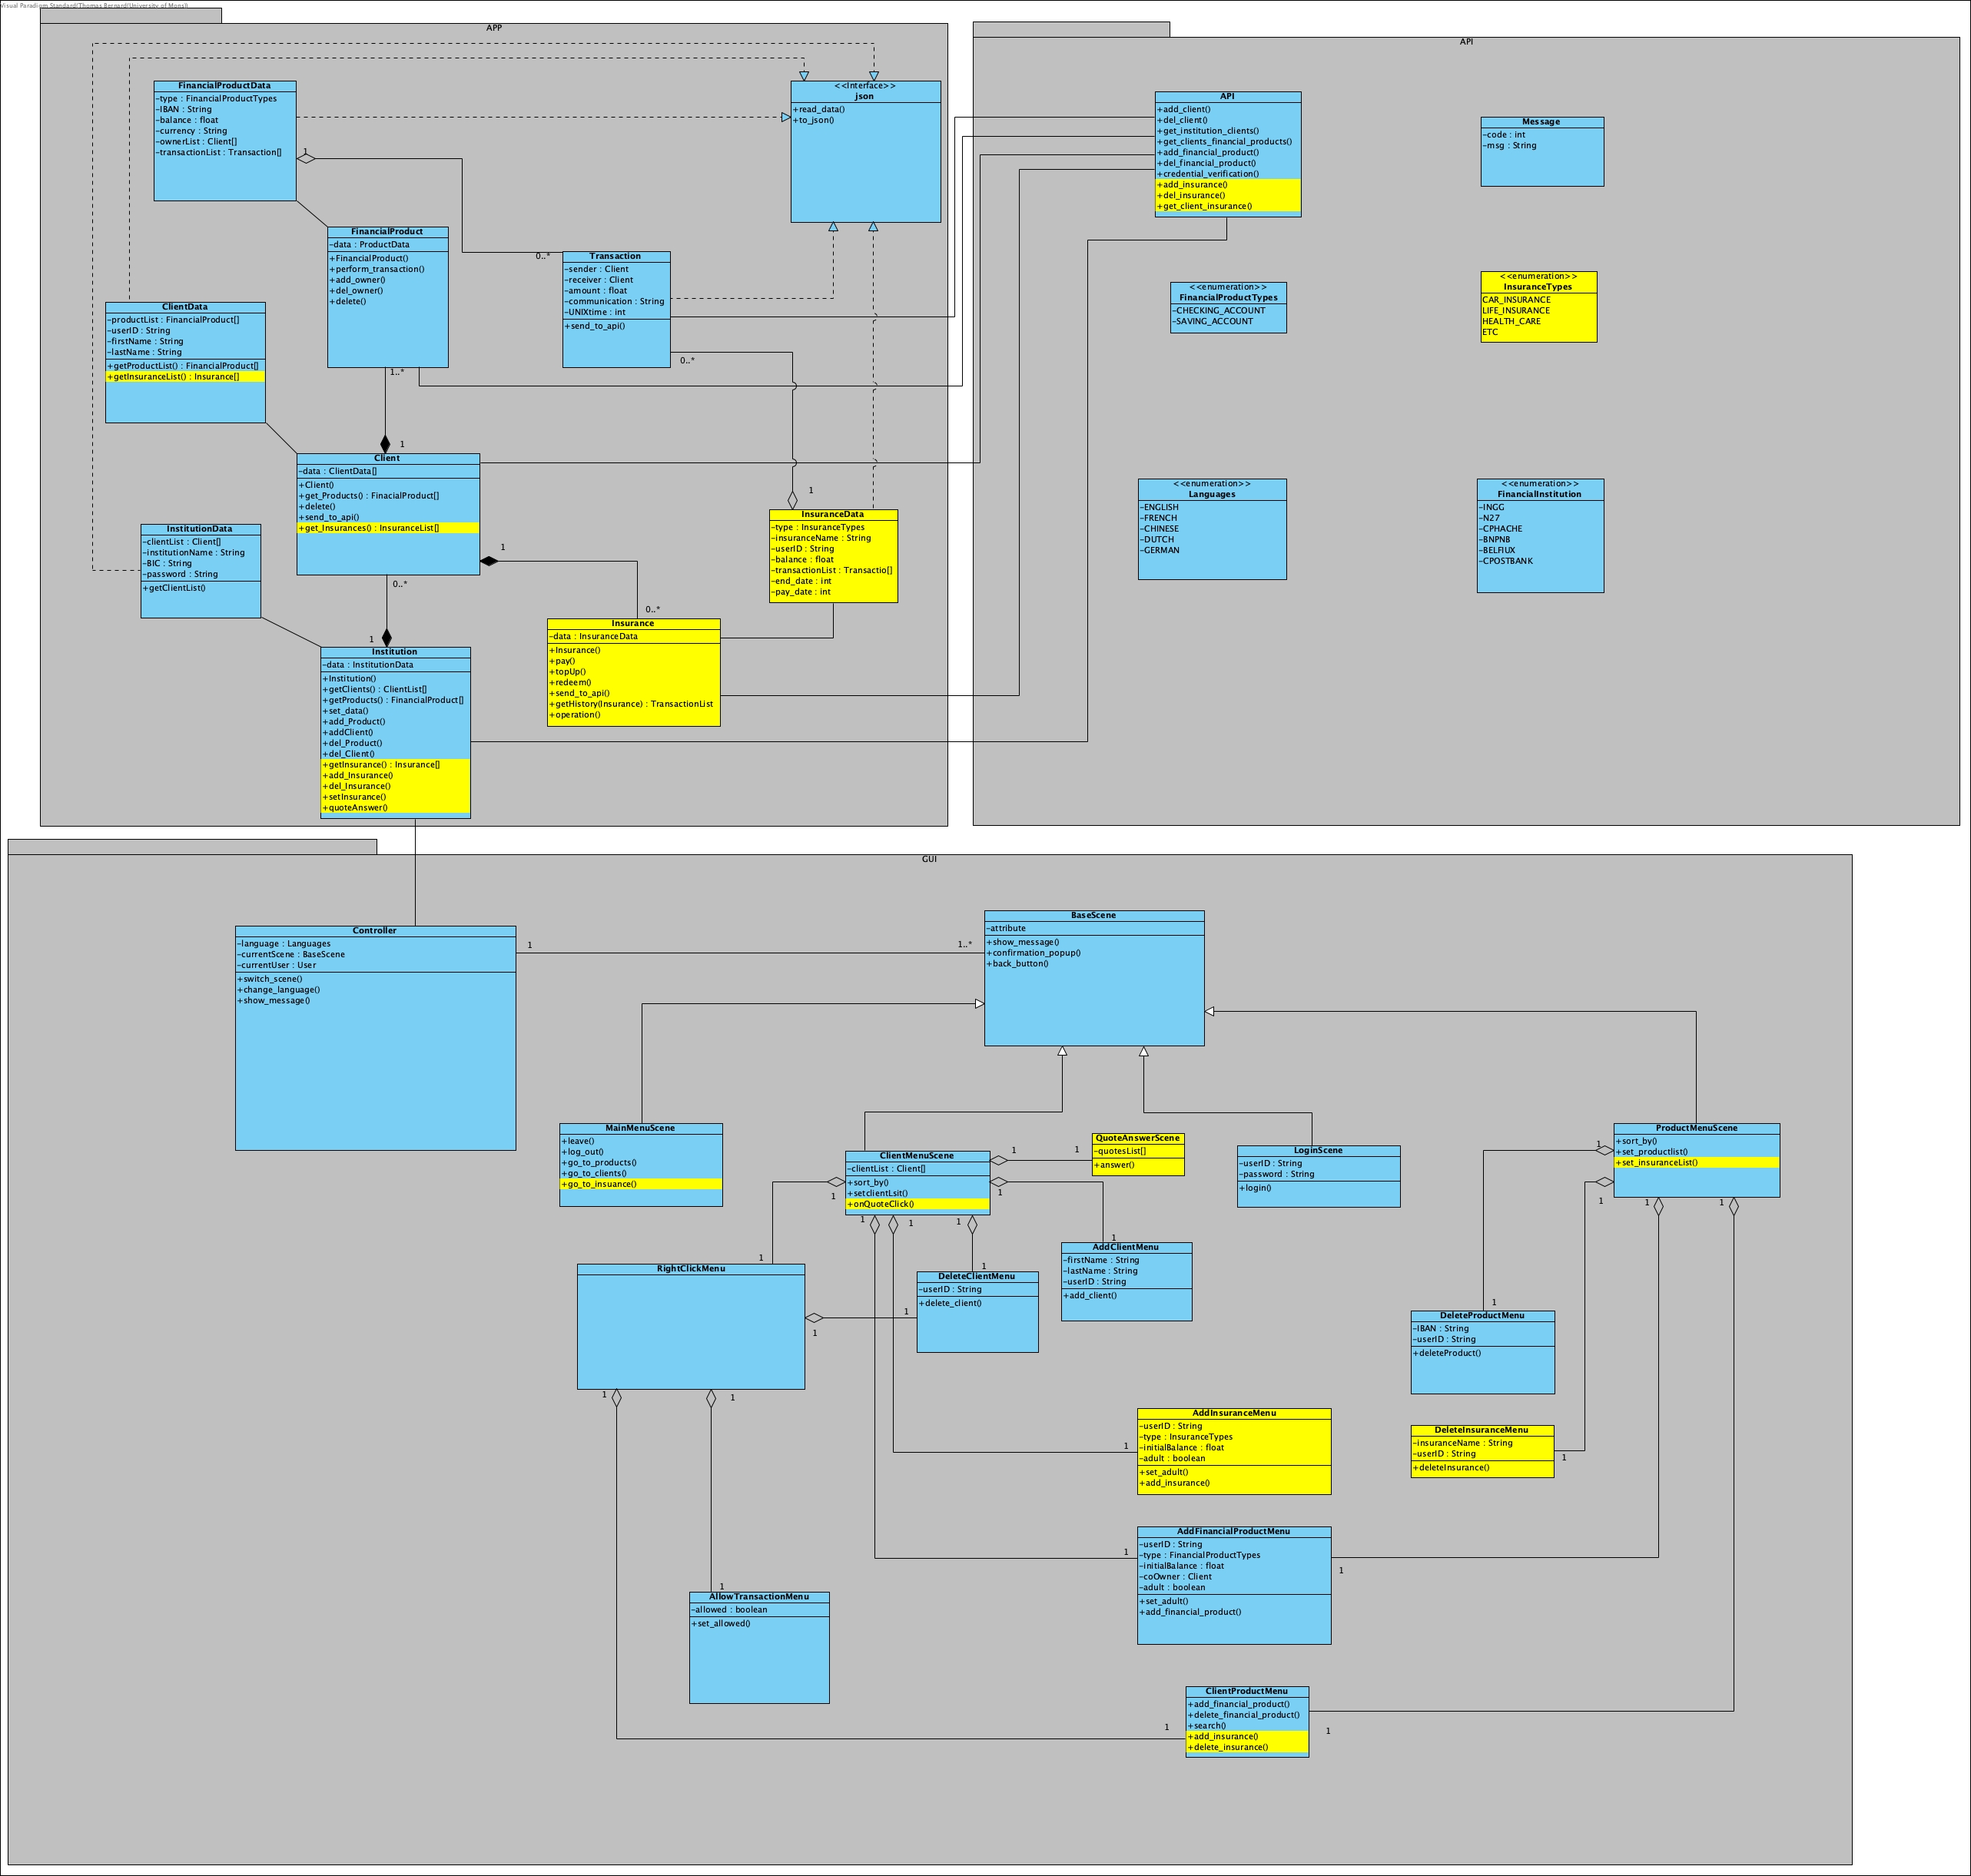 Visual Paradigm Standard(Thomas Bernard(University of Mons))
APP
FinancialProductData
-type : FinancialProductTypes
-IBAN : String
-balance : float
-currency : String
-ownerList : Client[]
-transactionList : Transaction[]
1
<<Interface>>
json
+read_data()
+to_json()
FinancialProduct
-data : ProductData
+FinancialProduct()
+perform_transaction()
+add_owner()
+del_owner()
+delete()
1..*
0..*
Transaction
-sender : Client
-receiver : Client
-amount : float
-communication : String
-UNIXtime : int
+send_to_api()
0..*
ClientData
-productList : FinancialProduct[]
-userID : String
-firstName : String
-lastName : String
+getProductList() : FinancialProduct[]
+getInsuranceList() : Insurance[]
1
Client
-data : ClientData[]
+Client()
+get_Products() : FinacialProduct[]
+delete()
+send_to_api()
+get_Insurances() : InsuranceList[]
1
0..*
0..*
1
InsuranceData
-type : InsuranceTypes
-insuranceName : String
-userID : String
-balance : float
-transactionList : Transactio[]
-end_date : int
-pay_date : int
InstitutionData
-clientList : Client[]
-institutionName : String
-BIC : String
-password : String
+getClientList()
1
Institution
-data : InstitutionData
+Institution()
+getClients() : ClientList[]
+getProducts() : FinancialProduct[]
+set_data()
+add_Product()
+addClient()
+del_Product()
+del_Client()
+getInsurance() : Insurance[]
+add_Insurance()
+del_Insurance()
+setInsurance()
+quoteAnswer()
Insurance
-data : InsuranceData
+Insurance()
+pay()
+topUp()
+redeem()
+send_to_api()
+getHistory(Insurance) : TransactionList
+operation()
API
API
+add_client()
+del_client()
+get_institution_clients()
+get_clients_financial_products()
+add_financial_product()
+del_financial_product()
+credential_verification()
+add_insurance()
+del_insurance()
+get_client_insurance()
Message
-code : int
-msg : String
<<enumeration>>
FinancialProductTypes
-CHECKING_ACCOUNT
-SAVING_ACCOUNT
<<enumeration>>
InsuranceTypes
CAR_INSURANCE
LIFE_INSURANCE
HEALTH_CARE
ETC
<<enumeration>>
Languages
-ENGLISH
-FRENCH
-CHINESE
-DUTCH
-GERMAN
<<enumeration>>
FinancialInstitution
-INGG
-N27
-CPHACHE
-BNPNB
-BELFIUX
-CPOSTBANK
GUI
Controller
-language : Languages
-currentScene : BaseScene
-currentUser : User
+switch_scene()
+change_language()
+show_message()
1
1..*
BaseScene
-attribute
+show_message()
+confirmation_popup()
+back_button()
MainMenuScene
+leave()
+log_out()
+go_to_products()
+go_to_clients()
+go_to_insuance()
ClientMenuScene
-clientList : Client[]
+sort_by()
+setclientLsit()
+onQuoteClick()
1
1
QuoteAnswerScene
-quotesList[]
+answer()
LoginScene
-userID : String
-password : String
+login()
ProductMenuScene
+sort_by()
+set_productlist()
+set_insuranceList()
1
1
1
1
1
1
1
1
1
1
1
RightClickMenu
1
DeleteClientMenu
-userID : String
+delete_client()
1
1
1
AddClientMenu
-firstName : String
-lastName : String
-userID : String
+add_client()
1
DeleteProductMenu
-IBAN : String
-userID : String
+deleteProduct()
1
1
AddInsuranceMenu
-userID : String
-type : InsuranceTypes
-initialBalance : float
-adult : boolean
+set_adult()
+add_insurance()
1
DeleteInsuranceMenu
-insuranceName : String
-userID : String
+deleteInsurance()
1
AddFinancialProductMenu
-userID : String
-type : FinancialProductTypes
-initialBalance : float
-coOwner : Client
-adult : boolean
+set_adult()
+add_financial_product()
1
1
1
AllowTransactionMenu
-allowed : boolean
+set_allowed()
ClientProductMenu
+add_financial_product()
+delete_financial_product()
+search()
+add_insurance()
+delete_insurance()
1
1